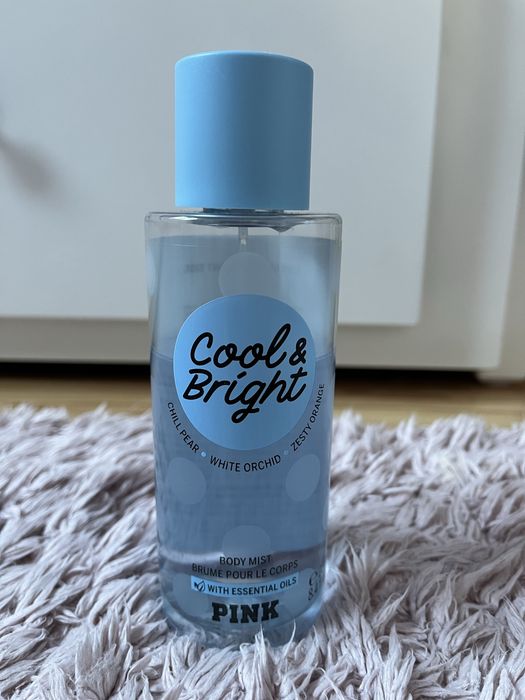 Cool &
Bright
CHILL PEAR • WHITE ORCHID • ZESTY ORANGE
BODY MIST
BRUME POUR LE CORPS
WITH ESSENTIAL OILS
PINK